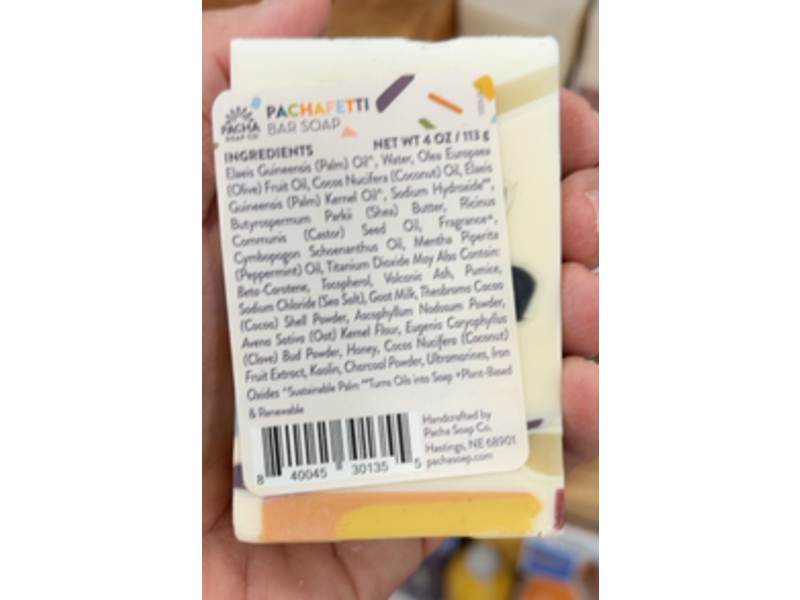 PACHA
SOAP CO
PACHAFETTI
BAR SOAP
NET WT 4 OZ / 113 g
INGREDIENTS
Elaeis Guineensis (Palm) Oil^, Water, Olea Europaea
(Olive) Fruit Oil, Cocos Nucifera (Coconut) Oil, Elaeis
Guineensis (Palm) Kernel Oil^, Sodium Hydroxide**,
Butyrospermum Parkii (Shea) Butter, Ricinus
Communis (Castor) Seed Oil, Fragrance+,
Cymbopogon Schoenanthus Oil, Mentha Piperita
(Peppermint) Oil, Titanium Dioxide May Also Contain:
Beta-Carotene, Tocopherol, Volcanic Ash, Pumice,
Sodium Chloride (Sea Salt), Goat Milk, Theobroma Cocoa
(Cocoa) Shell Powder, Ascophyllum Nodosum Powder,
Avena Sativa (Oat) Kernel Flour, Eugenia Caryophyllus
(Clove) Bud Powder, Honey, Cocos Nucifera (Coconut)
Fruit Extract, Kaolin, Charcoal Powder, Ultramarines, Iron
Oxides ^Sustainable Palm **Turns Oils into Soap +Plant-Based
& Renewable
Handcrafted by
Pacha Soap Co.
Hastings, NE 68901
pachasoap.com
8 40045 30135 5